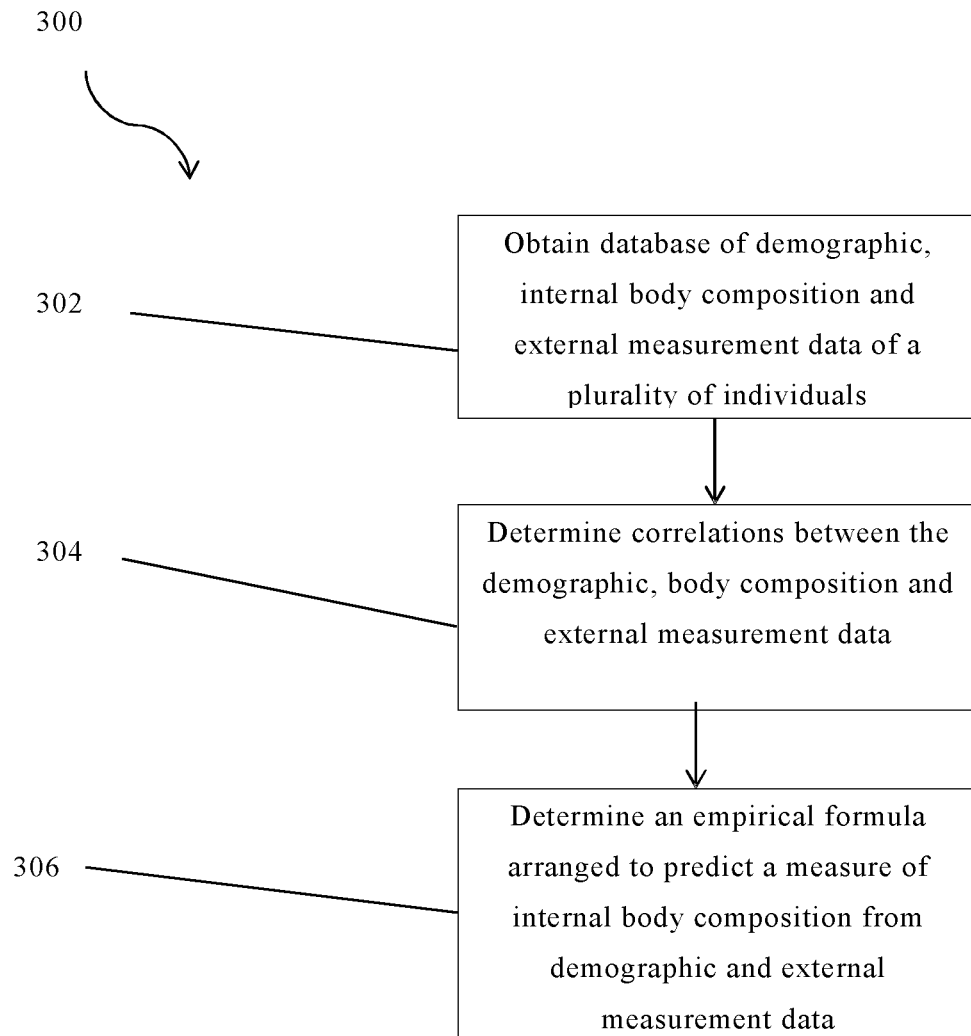 300
302
Obtain database of demographic,
internal body composition and
external measurement data of a
plurality of individuals
304
Determine correlations between the
demographic, body composition and
external measurement data
306
Determine an empirical formula
arranged to predict a measure of
internal body composition from
demographic and external
measurement data